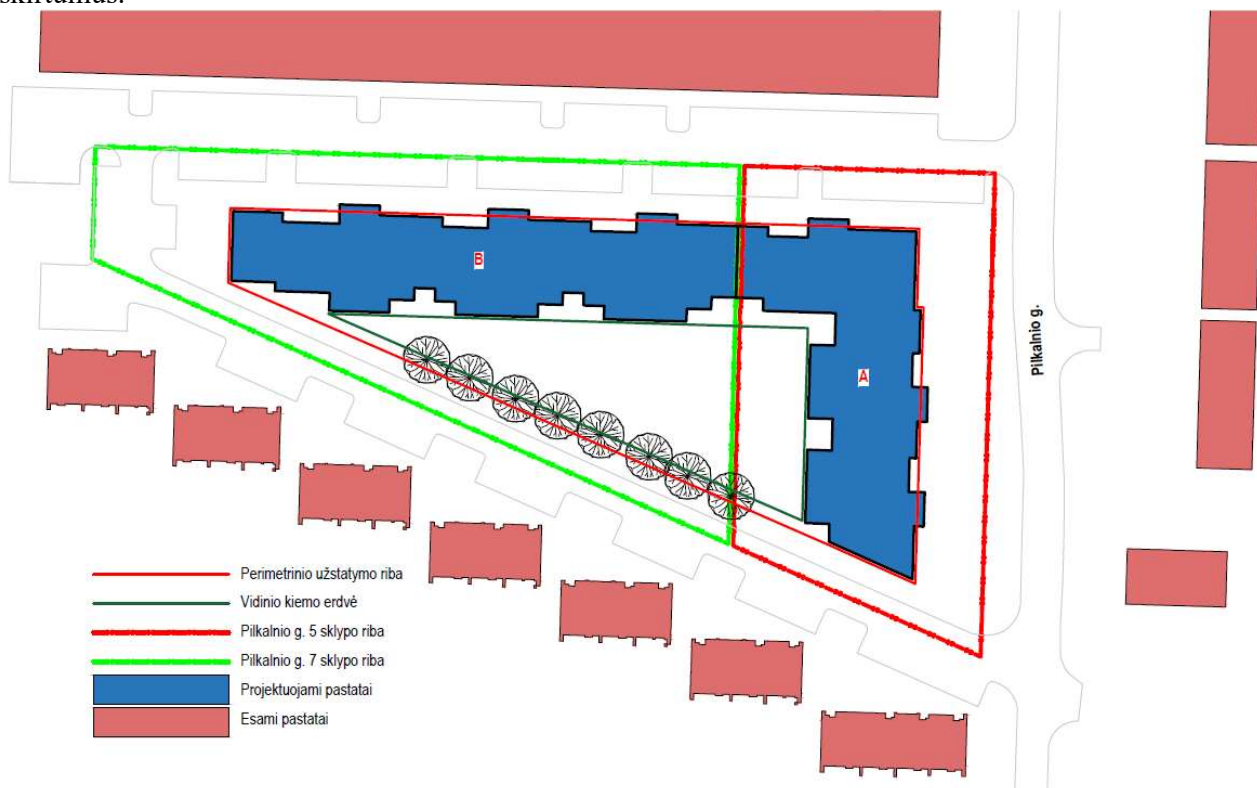 skirtumus.
B
A
Pilkalnio g.
Perimetrinio užstatymo riba
Vidinio kiemo erdvė
Pilkalnio g. 5 sklypo riba
Pilkalnio g. 7 sklypo riba
Projektuojami pastatai
Esami pastatai